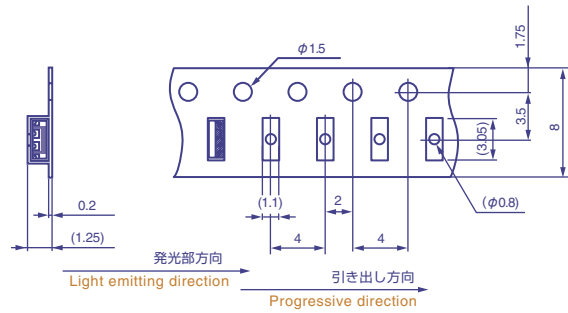 φ1.5
1.75
3.5
8
(3.05)
0.2
(1.25)
(1.1)
2
4
4
(φ0.8)
発光部方向
Light emitting direction
引き出し方向
Progressive direction